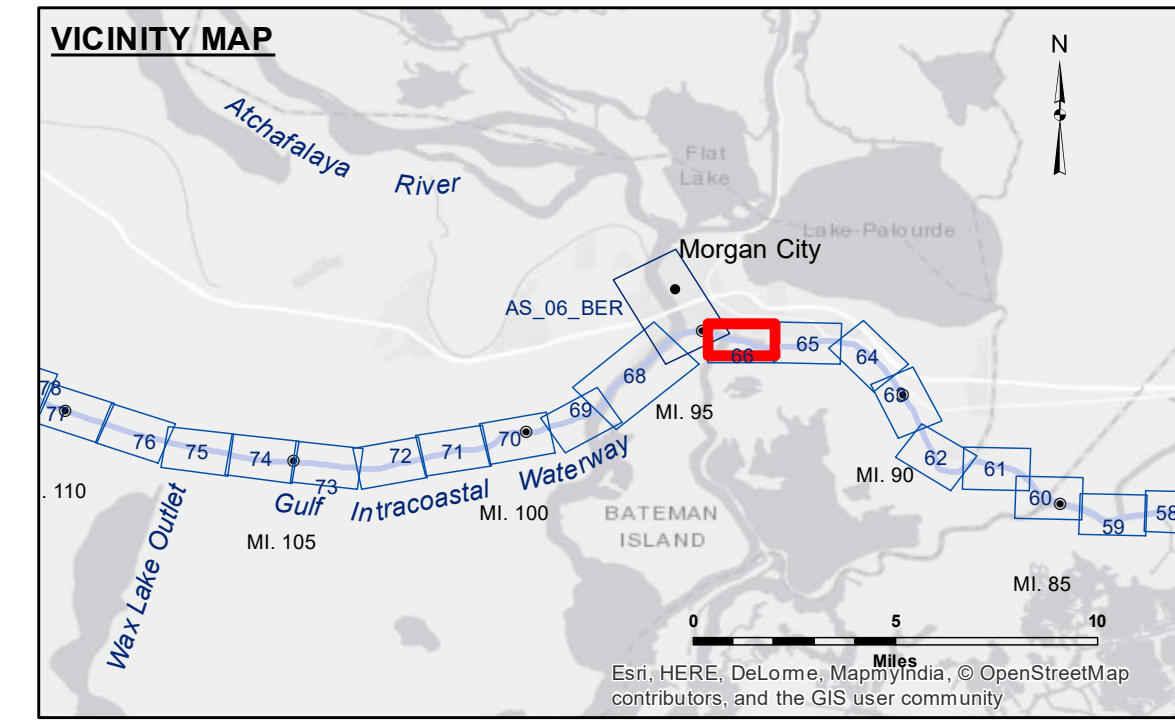 VICINITY MAP
N
Atchafalaya
River
Flat
Lake
Lake Palourde
Morgan City
AS_06_BER
66
65
64
63
62
61
60
59
58
68
69
70
71
72
73
74
75
76
77
78
MI. 95
MI. 90
MI. 85
MI. 100
MI. 105
. 110
Gulf Intracoastal Waterway
Wax Lake Outlet
BATEMAN
ISLAND
0 5 10
Miles
Esri, HERE, DeLorme, MapmyIndia, © OpenStreetMap
contributors, and the GIS user community